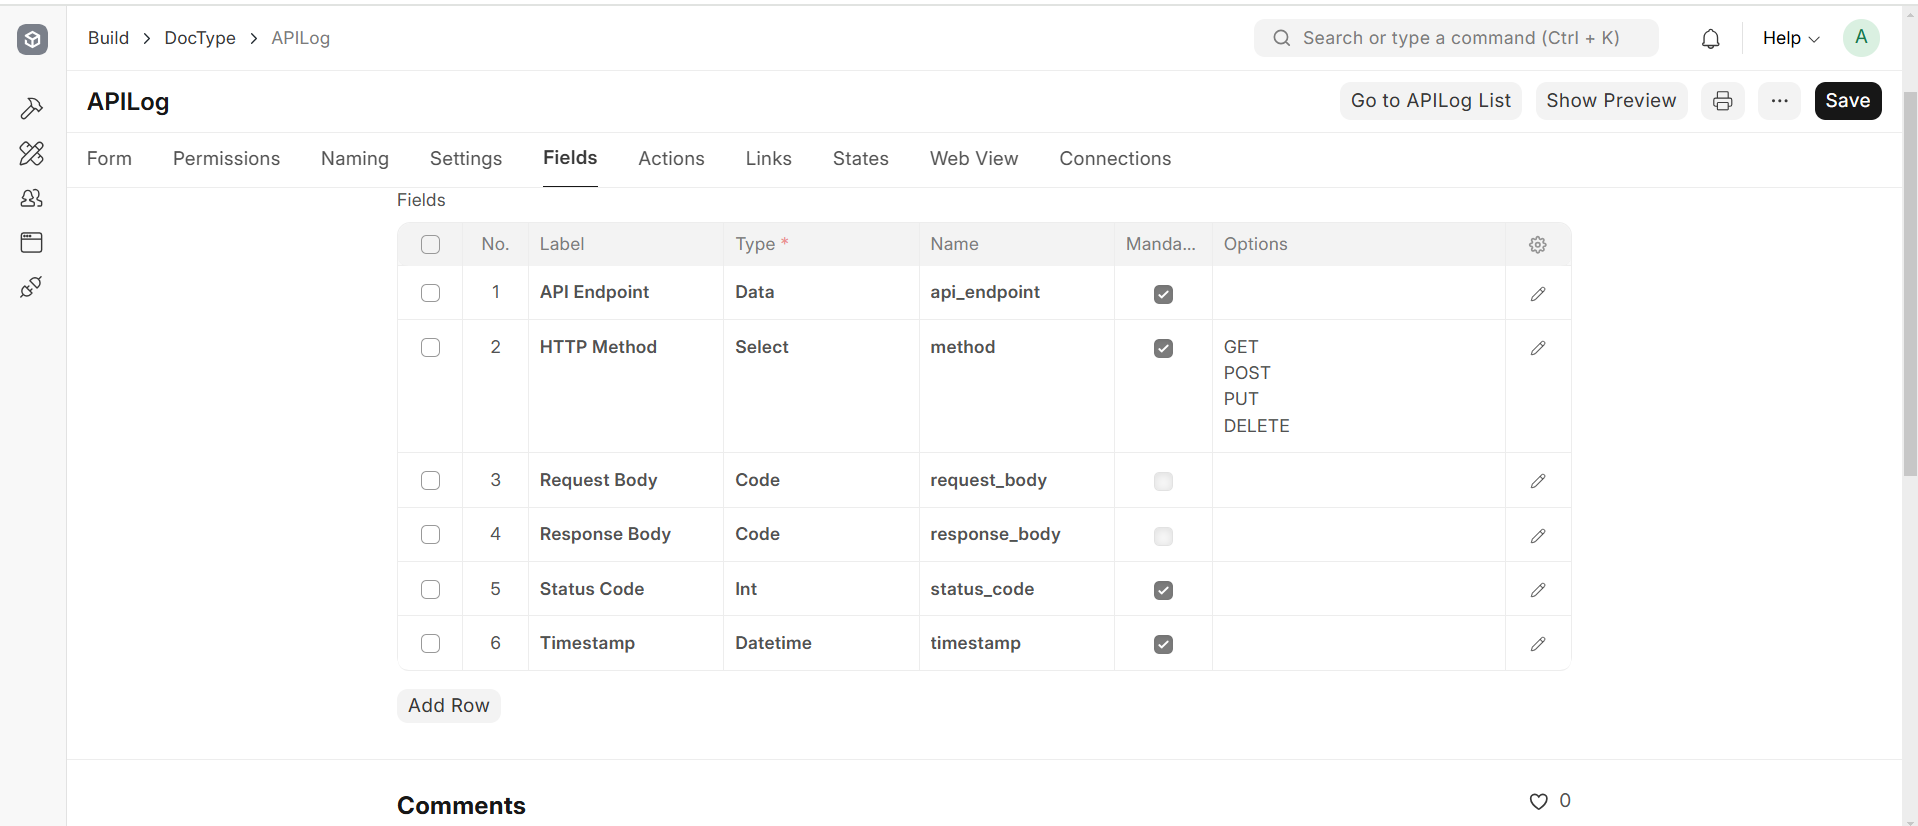 Build > DocType > APILog
Search or type a command (Ctrl + K)
Help
A
APILog
Go to APILog List
Show Preview
···
Save
Form Permissions Naming Settings Fields Actions Links States Web View Connections
Fields
No. Label Type * Name Manda... Options
1 API Endpoint Data api_endpoint
2 HTTP Method Select method GET
POST
PUT
DELETE
3 Request Body Code request_body
4 Response Body Code response_body
5 Status Code Int status_code
6 Timestamp Datetime timestamp
Add Row
Comments
0